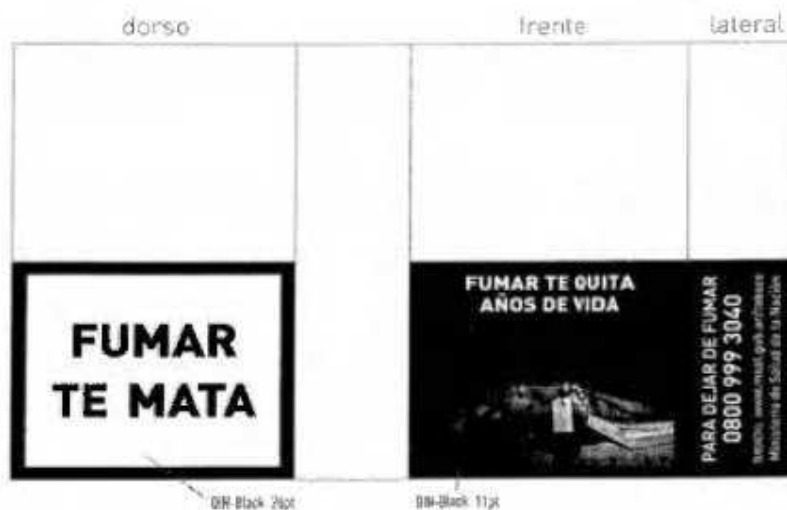 dorso
frente
lateral
FUMAR
TE MATA
FUMAR TE QUITA
AÑOS DE VIDA
PARA DEJAR DE FUMAR
0800 999 3040
Ministerio de Salud de la Nación
DIN-Black 26pt
DIN-Black 11pt